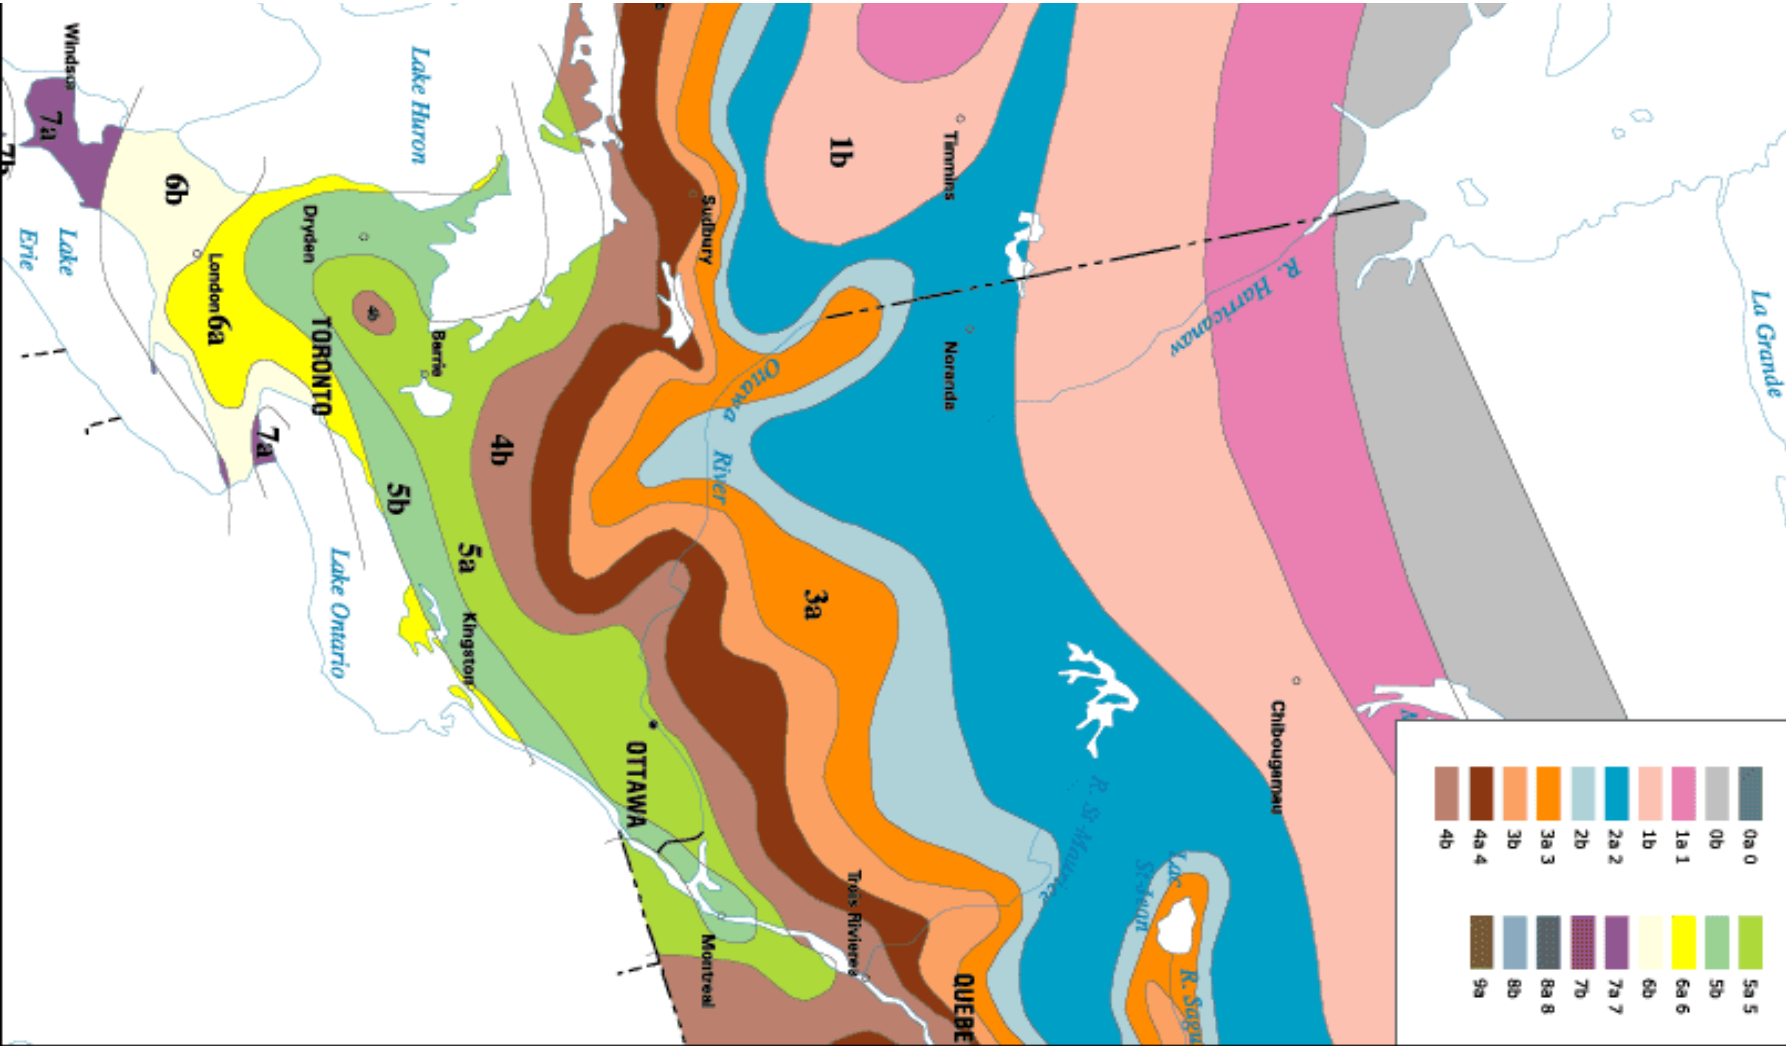 La Grande
R. Harricanaw
Chibougamau
0a 0
0b
1a 1
1b
2a 2
2b
3a 3
3b
4a 4
4b
5a 5
5b
6a 6
6b
7a 7
7b
8a 8
8b
9a
Lac
St-Jean
R. Sagu
R. St-Maurice
Timmins
Noranda
1b
3a
QUEBE
Trois Rivieres
Ottawa
River
Sudbury
Montreal
OTTAWA
4b
5a
Kingston
Barrie
5b
4b
Lake Huron
Lake Ontario
Dryden
TORONTO
7a
London
6a
6b
Windsor
7a
Lake
Erie
7b